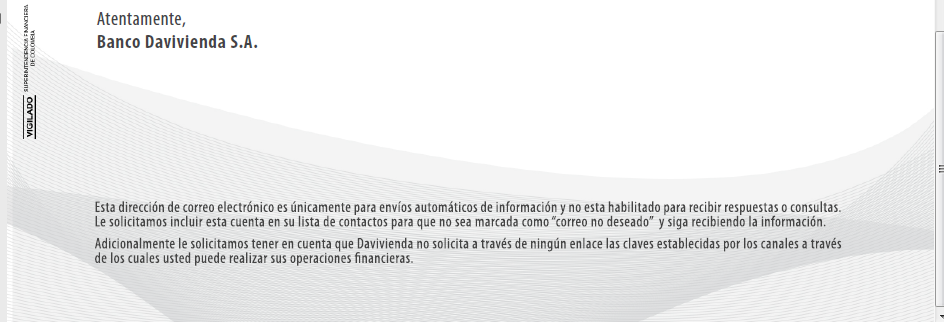 Atentamente,
Banco Davivienda S.A.
VIGILADO SUPERINTENDENCIA FINANCIERA
DE COLOMBIA
Esta dirección de correo electrónico es únicamente para envíos automáticos de información y no esta habilitado para recibir respuestas o consultas.
Le solicitamos incluir esta cuenta en su lista de contactos para que no sea marcada como “correo no deseado” y siga recibiendo la información.
Adicionalmente le solicitamos tener en cuenta que Davivienda no solicita a través de ningún enlace las claves establecidas por los canales a través
de los cuales usted puede realizar sus operaciones financieras.